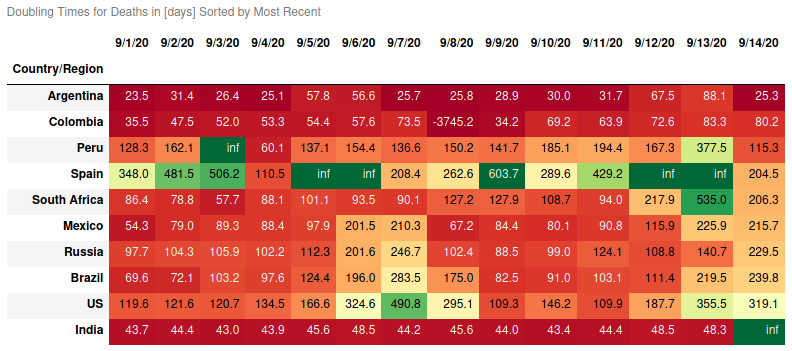 Doubling Times for Deaths in [days] Sorted by Most Recent
9/1/20 9/2/20 9/3/20 9/4/20 9/5/20 9/6/20 9/7/20 9/8/20 9/9/20 9/10/20 9/11/20 9/12/20 9/13/20 9/14/20
Country/Region
Argentina 23.5 31.4 26.4 25.1 57.8 56.6 25.7 25.8 28.9 30.0 31.7 67.5 88.1 25.3
Colombia 35.5 47.5 52.0 53.3 54.4 57.6 73.5 -3745.2 34.2 69.2 63.9 72.6 83.3 80.2
Peru 128.3 162.1 inf 60.1 137.1 154.4 136.6 150.2 141.7 185.1 194.4 167.3 377.5 115.3
Spain 348.0 481.5 506.2 110.5 inf inf 208.4 262.6 603.7 289.6 429.2 inf inf 204.5
South Africa 86.4 78.8 57.7 88.1 101.1 93.5 90.1 127.2 127.9 108.7 94.0 217.9 535.0 206.3
Mexico 54.3 79.0 89.3 88.4 97.9 201.5 210.3 67.2 84.4 80.1 90.8 115.9 225.9 215.7
Russia 97.7 104.3 105.9 102.2 112.3 201.6 246.7 102.4 88.5 99.0 124.1 108.8 140.7 229.5
Brazil 69.6 72.1 103.2 97.6 124.4 196.0 283.5 175.0 82.5 91.0 103.1 111.4 219.5 239.8
US 119.6 121.6 120.7 134.5 166.6 324.6 490.8 295.1 109.3 146.2 109.9 187.7 355.5 319.1
India 43.7 44.4 43.0 43.9 45.6 48.5 44.2 45.6 44.0 43.4 44.4 48.5 48.3 inf